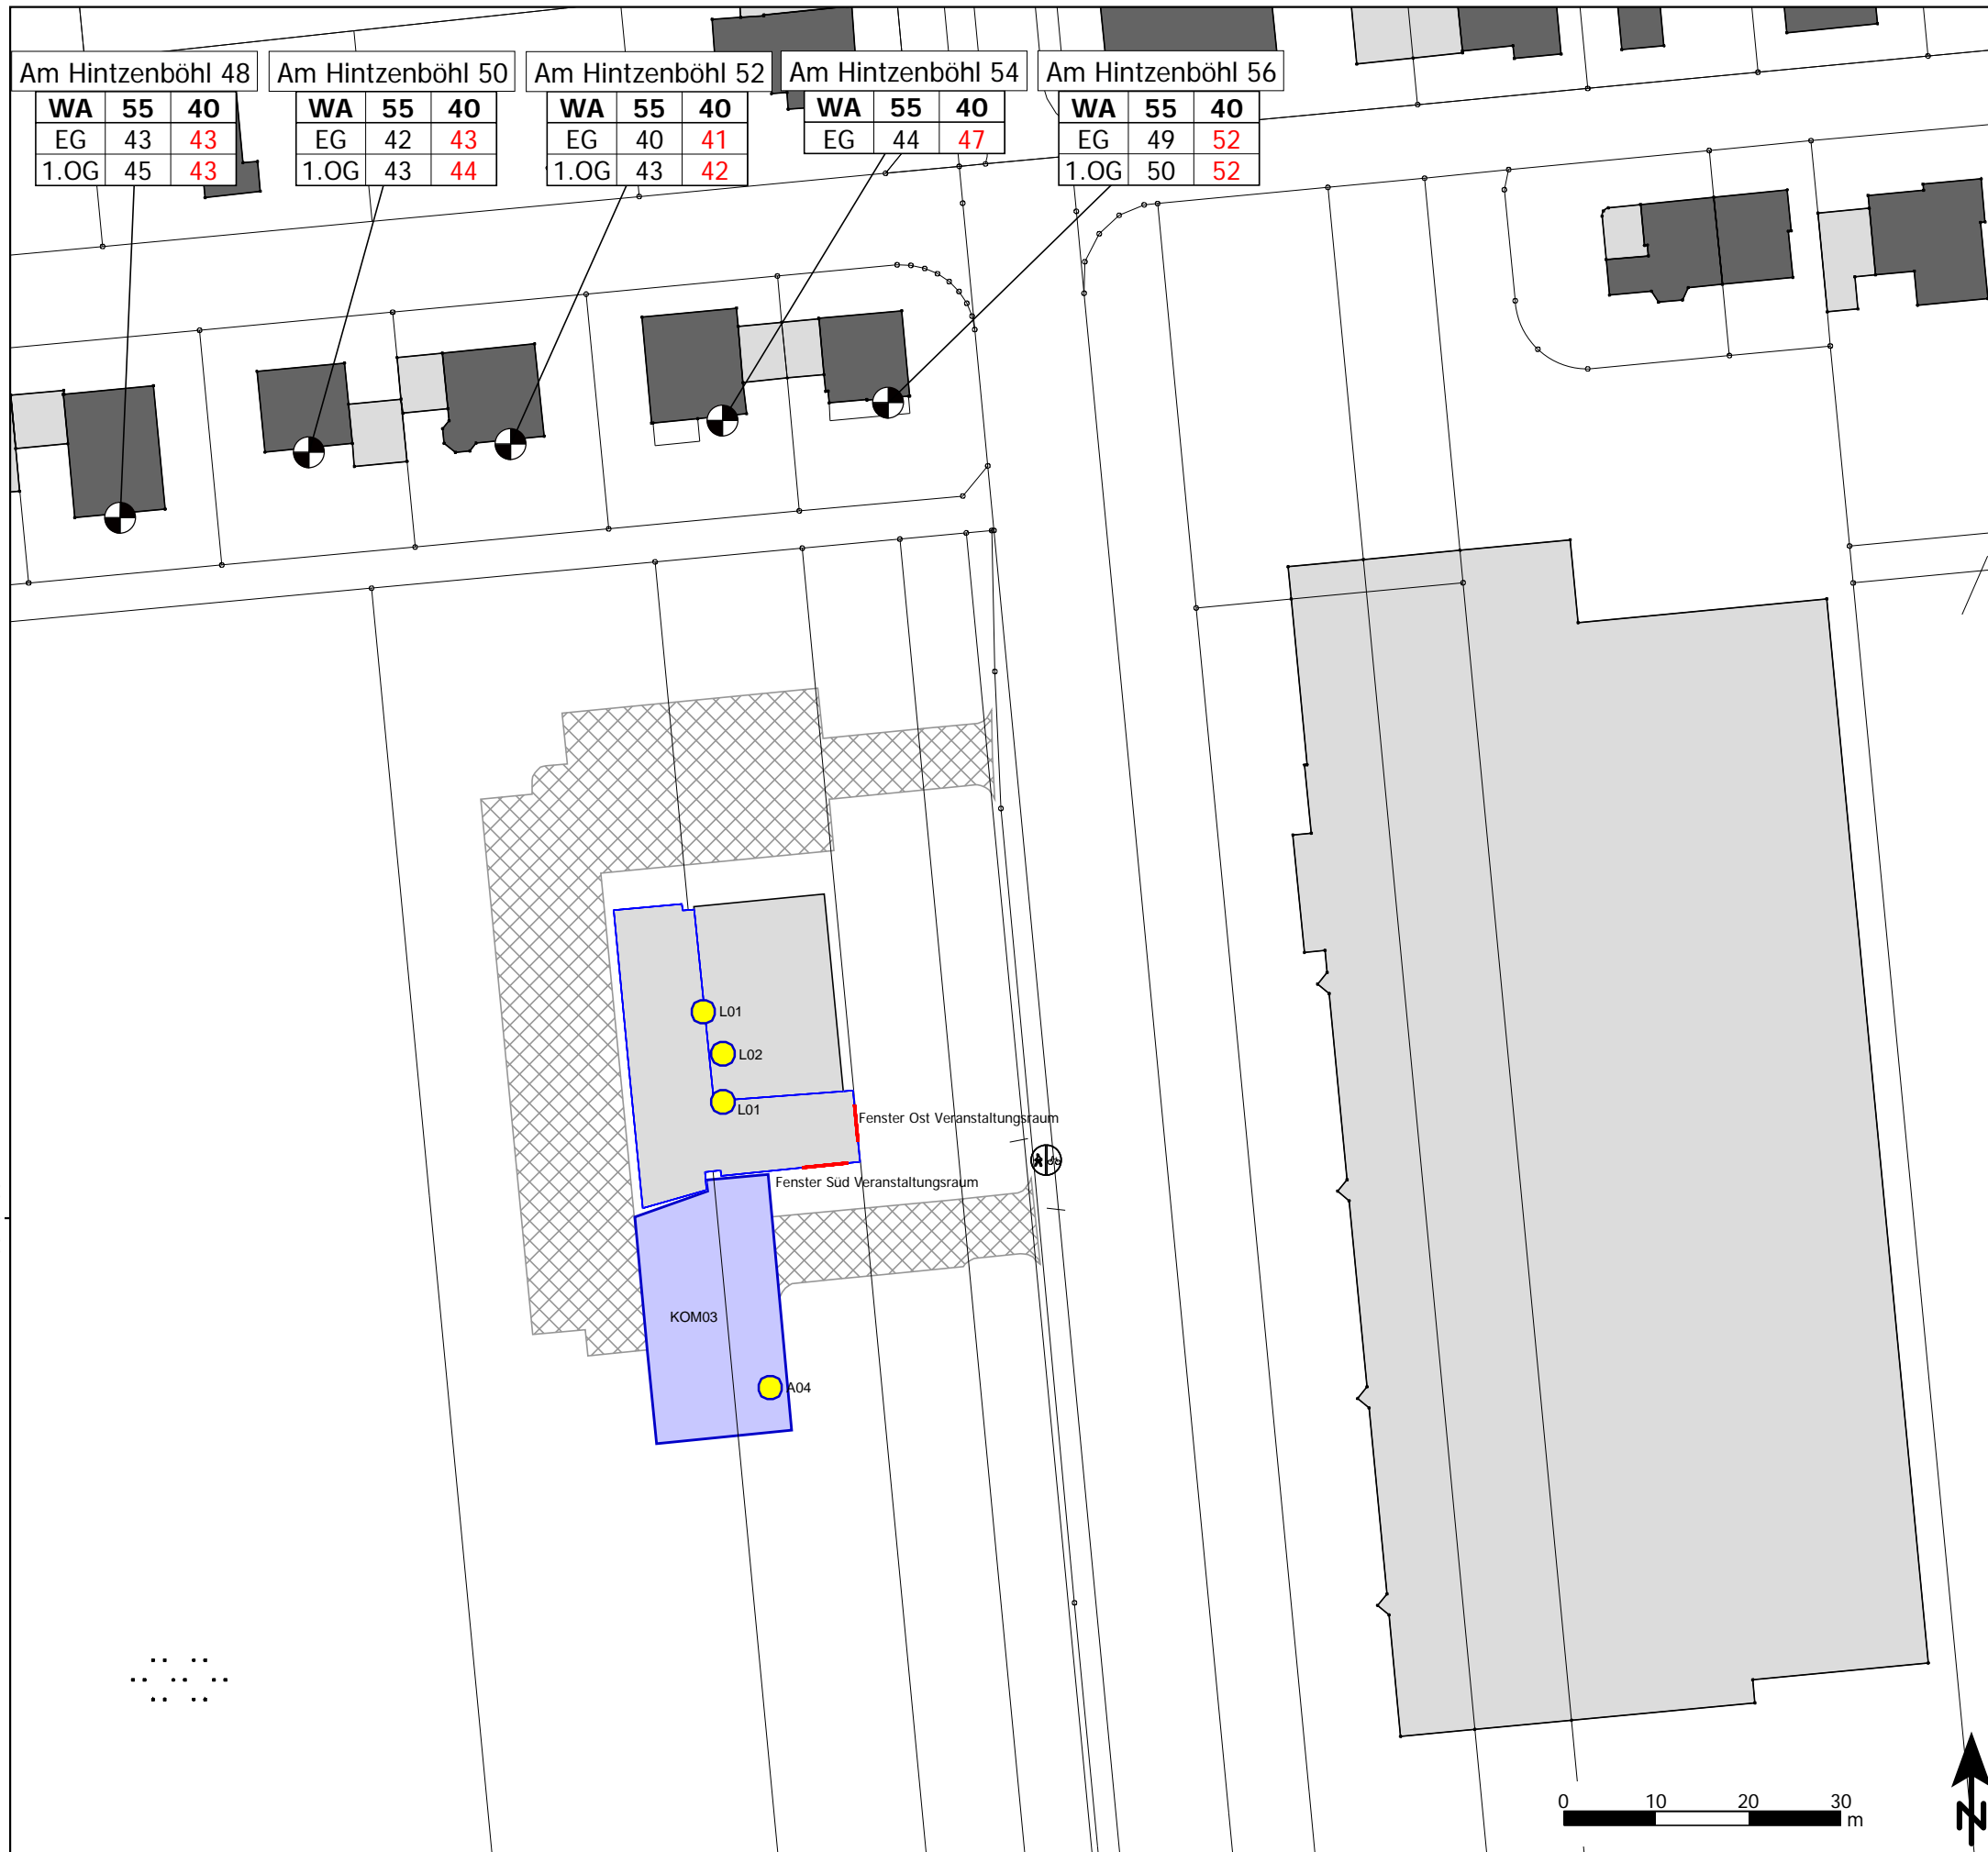 Am Hintzenböhl 48
WA 55 40
EG 43 43
1.OG 45 43
Am Hintzenböhl 50
WA 55 40
EG 42 43
1.OG 43 44
Am Hintzenböhl 52
WA 55 40
EG 40 41
1.OG 43 42
Am Hintzenböhl 54
WA 55 40
EG 44 47
Am Hintzenböhl 56
WA 55 40
EG 49 52
1.OG 50 52
L01
L02
L01
Fenster Ost Veranstaltungsraum
Fenster Süd Veranstaltungsraum
KOM03
A04
0 10 20 30
m
N